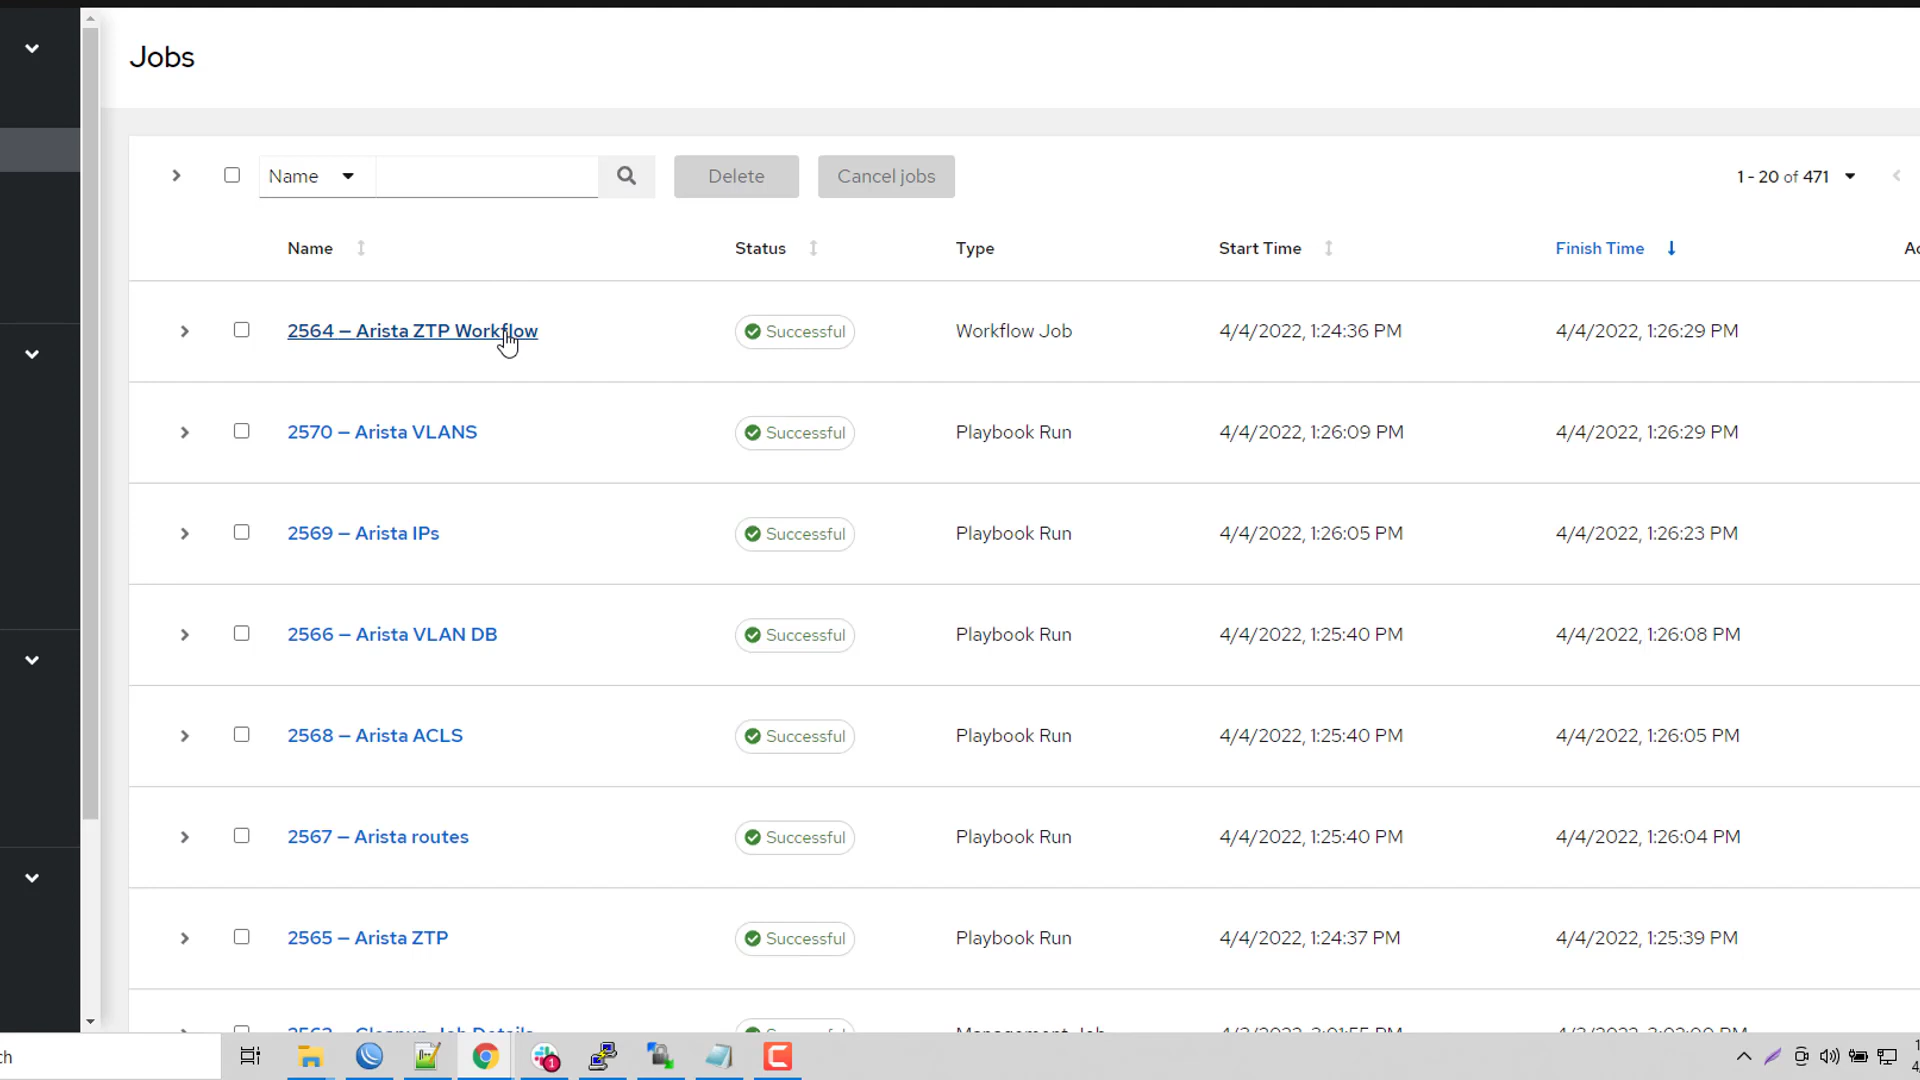 Jobs
Name
Delete
Cancel jobs
1 - 20 of 471
Name Status Type Start Time Finish Time
2564 – Arista ZTP Workflow Successful Workflow Job 4/4/2022, 1:24:36 PM 4/4/2022, 1:26:29 PM
2570 – Arista VLANS Successful Playbook Run 4/4/2022, 1:26:09 PM 4/4/2022, 1:26:29 PM
2569 – Arista IPs Successful Playbook Run 4/4/2022, 1:26:05 PM 4/4/2022, 1:26:23 PM
2566 – Arista VLAN DB Successful Playbook Run 4/4/2022, 1:25:40 PM 4/4/2022, 1:26:08 PM
2568 – Arista ACLS Successful Playbook Run 4/4/2022, 1:25:40 PM 4/4/2022, 1:26:05 PM
2567 – Arista routes Successful Playbook Run 4/4/2022, 1:25:40 PM 4/4/2022, 1:26:04 PM
2565 – Arista ZTP Successful Playbook Run 4/4/2022, 1:24:37 PM 4/4/2022, 1:25:39 PM
ch
1